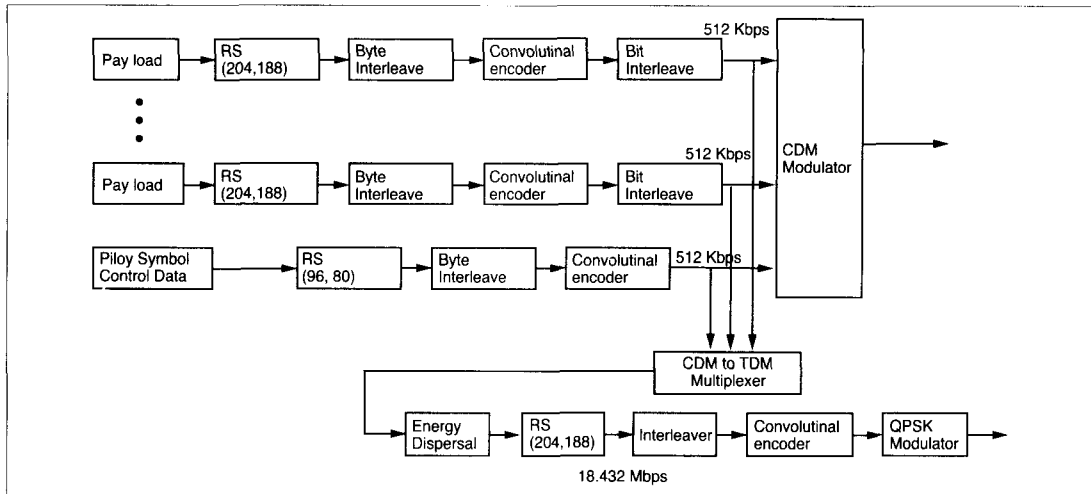 512 Kbps
Pay load
RS
(204,188)
Byte
Interleave
Convolutinal
encoder
Bit
Interleave
CDM
Modulator
512 Kbps
Pay load
RS
(204,188)
Byte
Interleave
Convolutinal
encoder
Bit
Interleave
Piloy Symbol
Control Data
RS
(96, 80)
Byte
Interleave
Convolutinal
encoder
512 Kbps
CDM to TDM
Multiplexer
Energy
Dispersal
RS
(204,188)
Interleaver
Convolutinal
encoder
QPSK
Modulator
18.432 Mbps